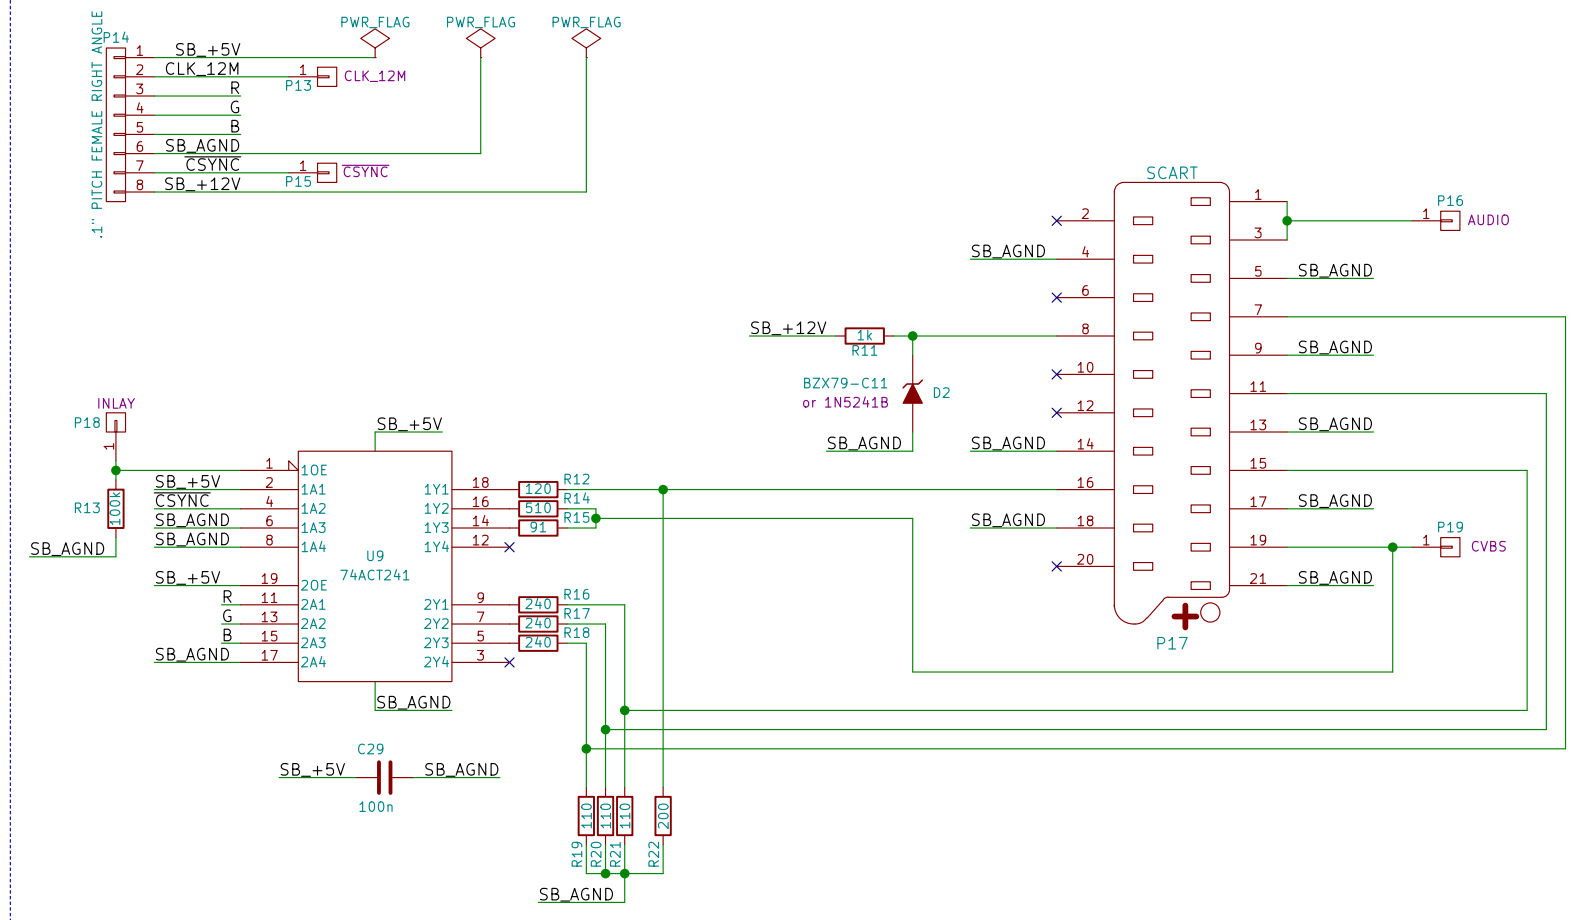 PWR_FLAG PWR_FLAG PWR_FLAG
P14
.1" PITCH FEMALE RIGHT ANGLE
1 SB_+5V
2 CLK_12M 1 P13 CLK_12M
3 R
4 G
5 B
6 SB_AGND
7 CSYNC 1 P15 CSYNC
8 SB_+12V
SCART
1
2
3
P16
1 AUDIO
SB_AGND 4
5 SB_AGND
6
7
SB_+12V 1k 8
R11
9 SB_AGND
BZX79-C11
or 1N5241B
D2
SB_AGND
10
11
12
13 SB_AGND
SB_AGND 14
15
16
17 SB_AGND
SB_AGND 18
19
P19
1 CVBS
20
21 SB_AGND
P17
INLAY
P18
1
R13
100k
SB_AGND
SB_+5V
1 1OE
SB_+5V 2 1A1 1Y1 18 120 R12
CSYNC 4 1A2 1Y2 16 510 R14
SB_AGND 6 1A3 1Y3 14 91 R15
SB_AGND 8 1A4 1Y4 12
U9
74ACT241
SB_+5V 19 2OE
R 11 2A1 2Y1 9 240 R16
G 13 2A2 2Y2 7 240 R17
B 15 2A3 2Y3 5 240 R18
SB_AGND 17 2A4 2Y4 3
SB_AGND
C29
SB_+5V SB_AGND
100n
110 110 110 200
R19 R20 R21 R22
SB_AGND